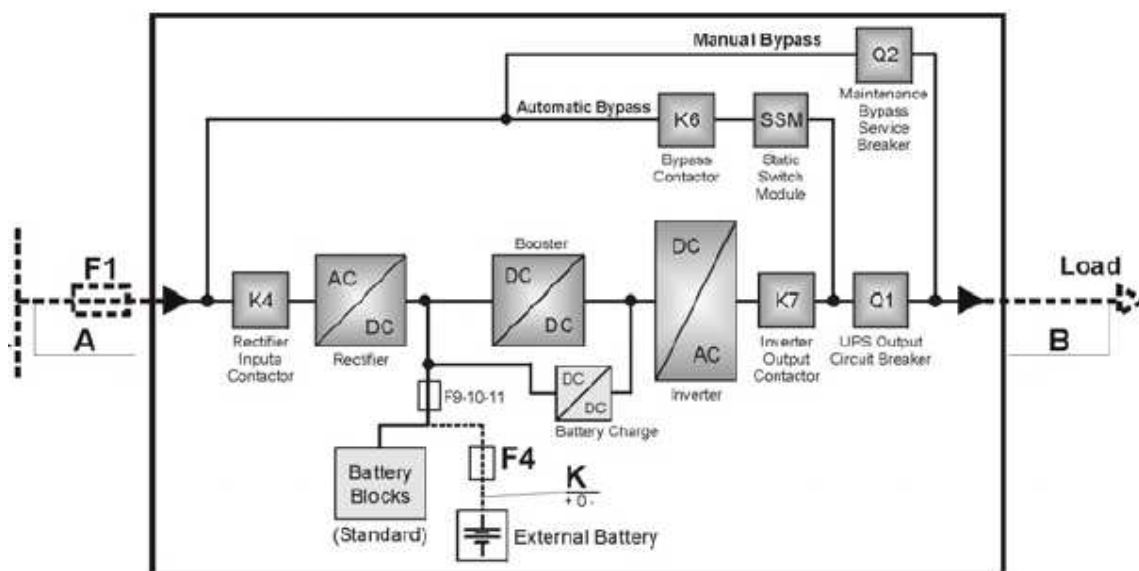 Manual Bypass
Q2
Maintenance
Bypass
Service
Breaker
Automatic Bypass
K6
SSM
Bypass
Contactor
Static
Switch
Module
F1
A
K4
Rectifier
Inputa
Contactor
AC
DC
Rectifier
Booster
DC
DC
DC
AC
Inverter
K7
Inverter
Output
Contactor
Q1
UPS Output
Circuit Breaker
Load
B
F9-10-11
DC
DC
Battery Charge
Battery
Blocks
(Standard)
F4
K
+ 0 -
External Battery